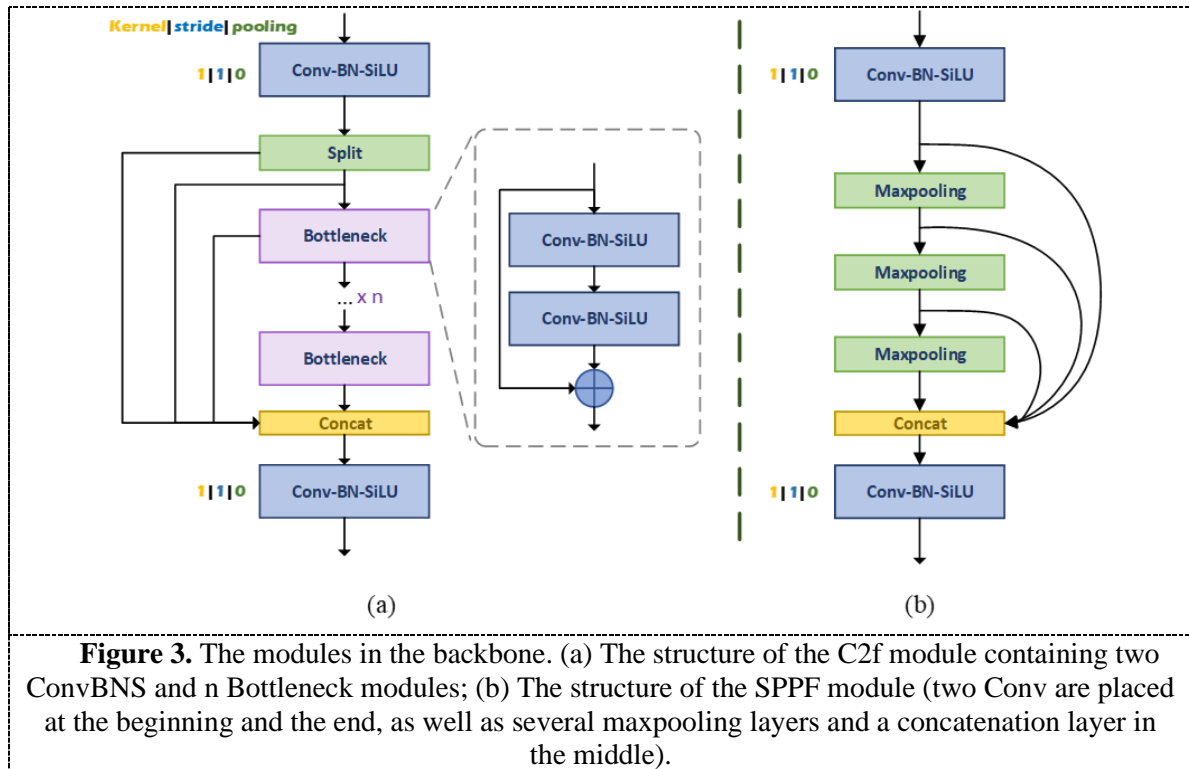 Kernel|stride|pooling
1|1|0
Conv-BN-SiLU
Split
Bottleneck
... x n
Bottleneck
Concat
1|1|0
Conv-BN-SiLU
Conv-BN-SiLU
Conv-BN-SiLU
(a)
1|1|0
Conv-BN-SiLU
Maxpooling
Maxpooling
Maxpooling
Concat
1|1|0
Conv-BN-SiLU
(b)
Figure 3. The modules in the backbone. (a) The structure of the C2f module containing two
ConvBNS and n Bottleneck modules; (b) The structure of the SPPF module (two Conv are placed
at the beginning and the end, as well as several maxpooling layers and a concatenation layer in
the middle).